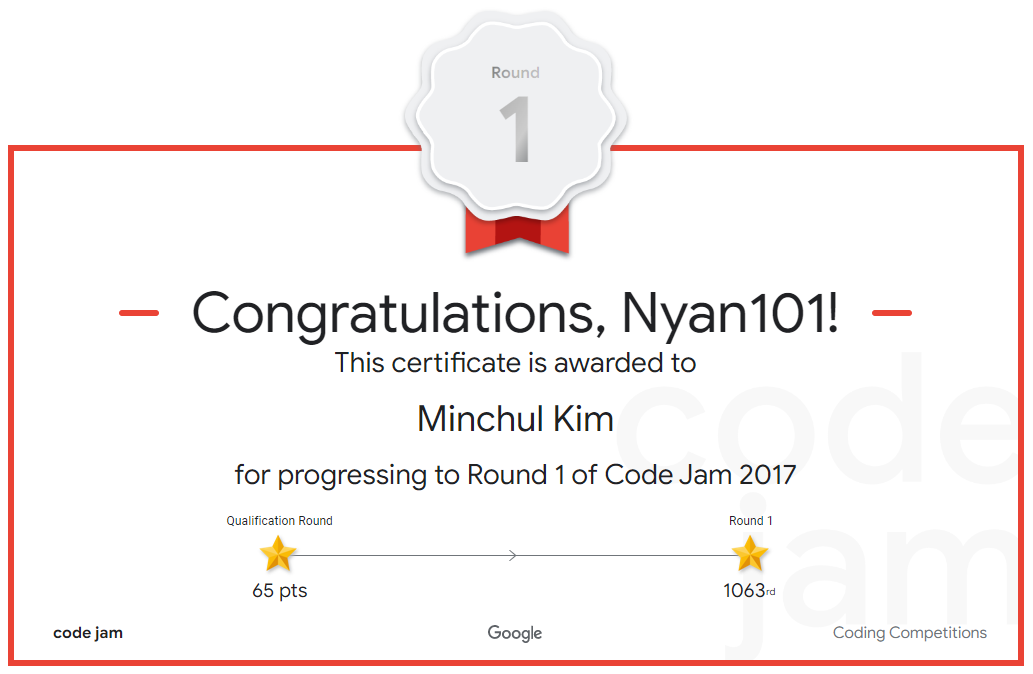 Round
1
Congratulations, Nyan101!
This certificate is awarded to
Minchul Kim
for progressing to Round 1 of Code Jam 2017
Qualification Round
Round 1
65 pts
1063rd
code jam
code jam
Google
Coding Competitions